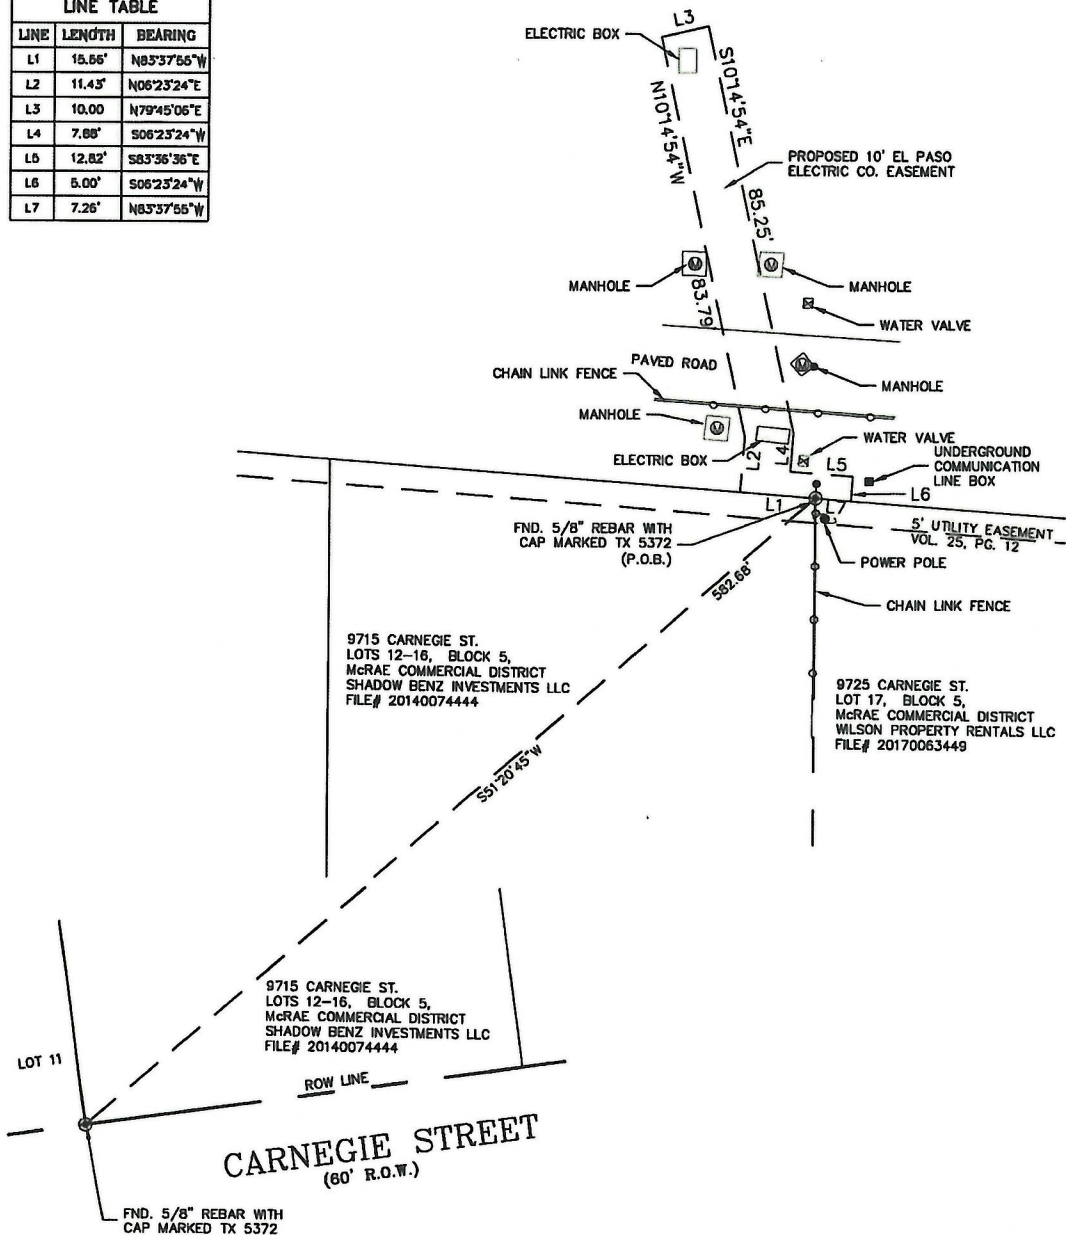 LINE TABLE
LINE LENGTH BEARING
L1 15.56' N83°37'55"W
L2 11.43' N06°23'24"E
L3 10.00 N79°45'06"E
L4 7.88' S06°23'24"W
L5 12.82' S83°36'36"E
L6 5.00' S06°23'24"W
L7 7.26' N83°37'55"W
L3
ELECTRIC BOX
S10°14'54"E
N10°14'54"W
PROPOSED 10' EL PASO
ELECTRIC CO. EASEMENT
85.25'
M
M
MANHOLE
83.79'
MANHOLE
WATER VALVE
PAVED ROAD
M
CHAIN LINK FENCE
MANHOLE
MANHOLE
M
WATER VALVE
ELECTRIC BOX
L2
L4
L5
UNDERGROUND
COMMUNICATION
LINE BOX
L6
L1
L7
FND. 5/8" REBAR WITH
CAP MARKED TX 5372
(P.O.B.)
5' UTILITY EASEMENT
VOL. 25, PG. 12
POWER POLE
582.68'
CHAIN LINK FENCE
9715 CARNEGIE ST.
LOTS 12-16, BLOCK 5,
McRAE COMMERCIAL DISTRICT
SHADOW BENZ INVESTMENTS LLC
FILE# 20140074444
9725 CARNEGIE ST.
LOT 17, BLOCK 5,
McRAE COMMERCIAL DISTRICT
WILSON PROPERTY RENTALS LLC
FILE# 20170063449
S51°20'45"W
9715 CARNEGIE ST.
LOTS 12-16, BLOCK 5,
McRAE COMMERCIAL DISTRICT
SHADOW BENZ INVESTMENTS LLC
FILE# 20140074444
LOT 11
ROW LINE
CARNEGIE STREET
(60' R.O.W.)
FND. 5/8" REBAR WITH
CAP MARKED TX 5372